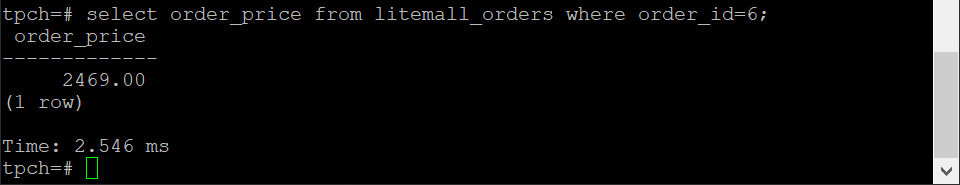 tpch=# select order_price from litemall_orders where order_id=6;
 order_price
-------------
     2469.00
(1 row)

Time: 2.546 ms
tpch=#